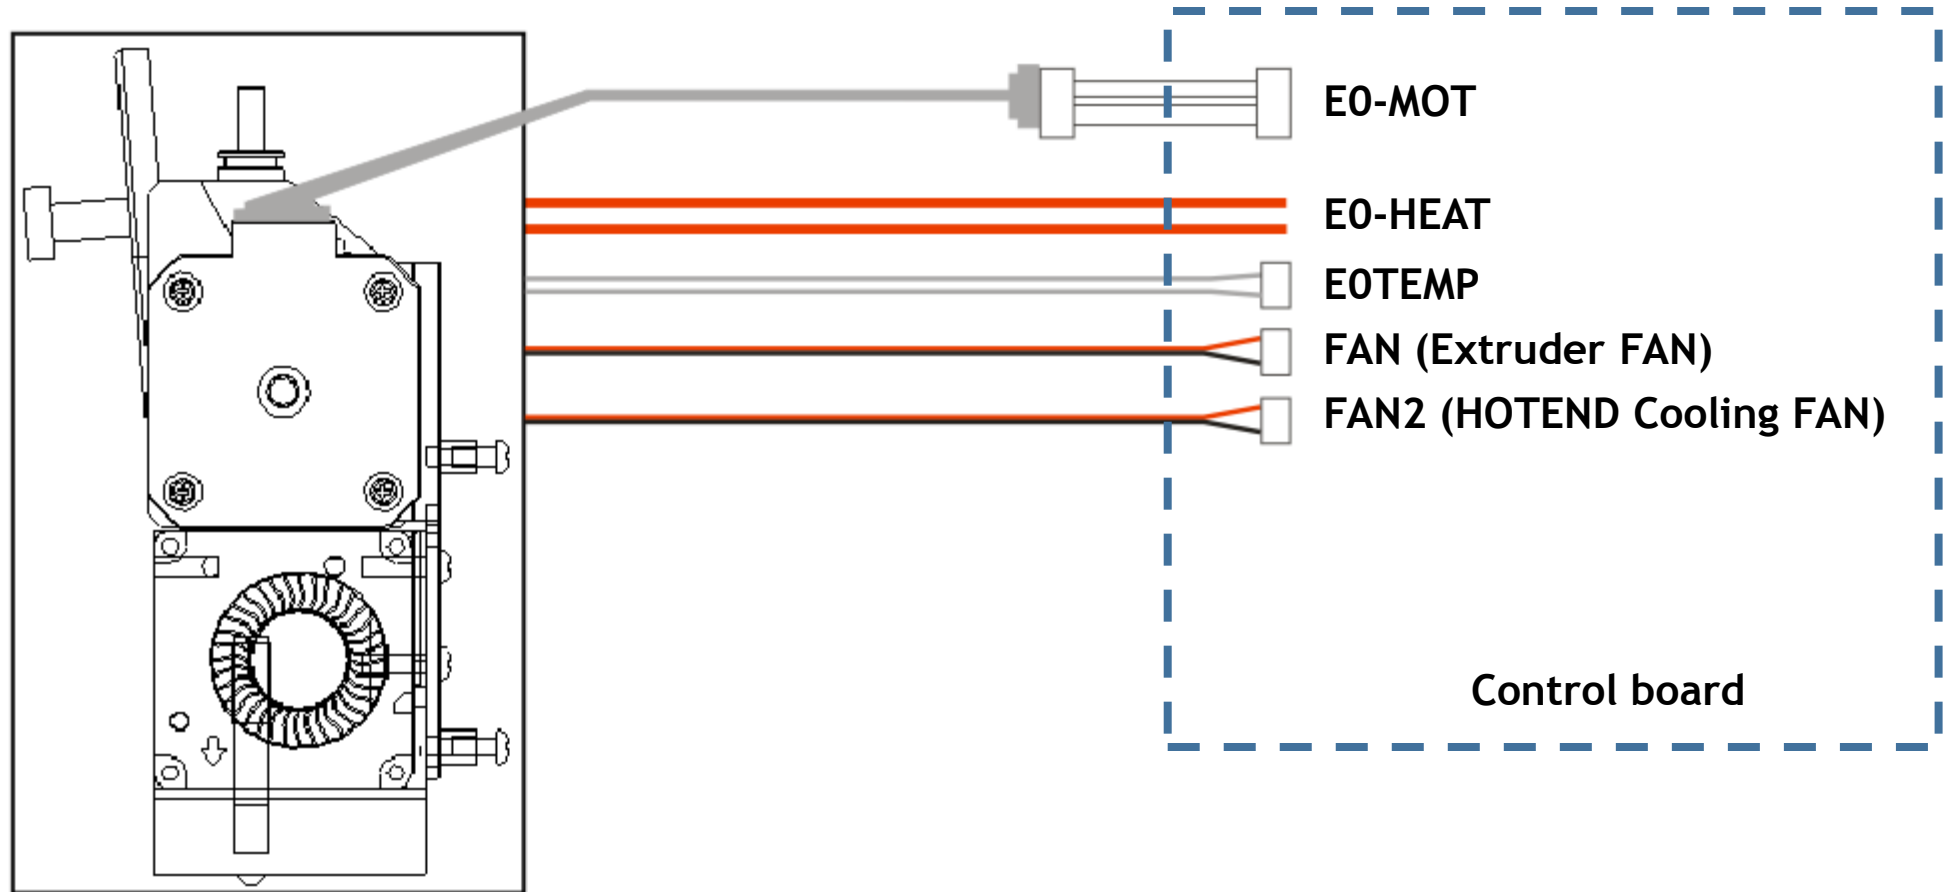 E0-MOT
E0-HEAT
E0TEMP
FAN (Extruder FAN)
FAN2 (HOTEND Cooling FAN)
Control board